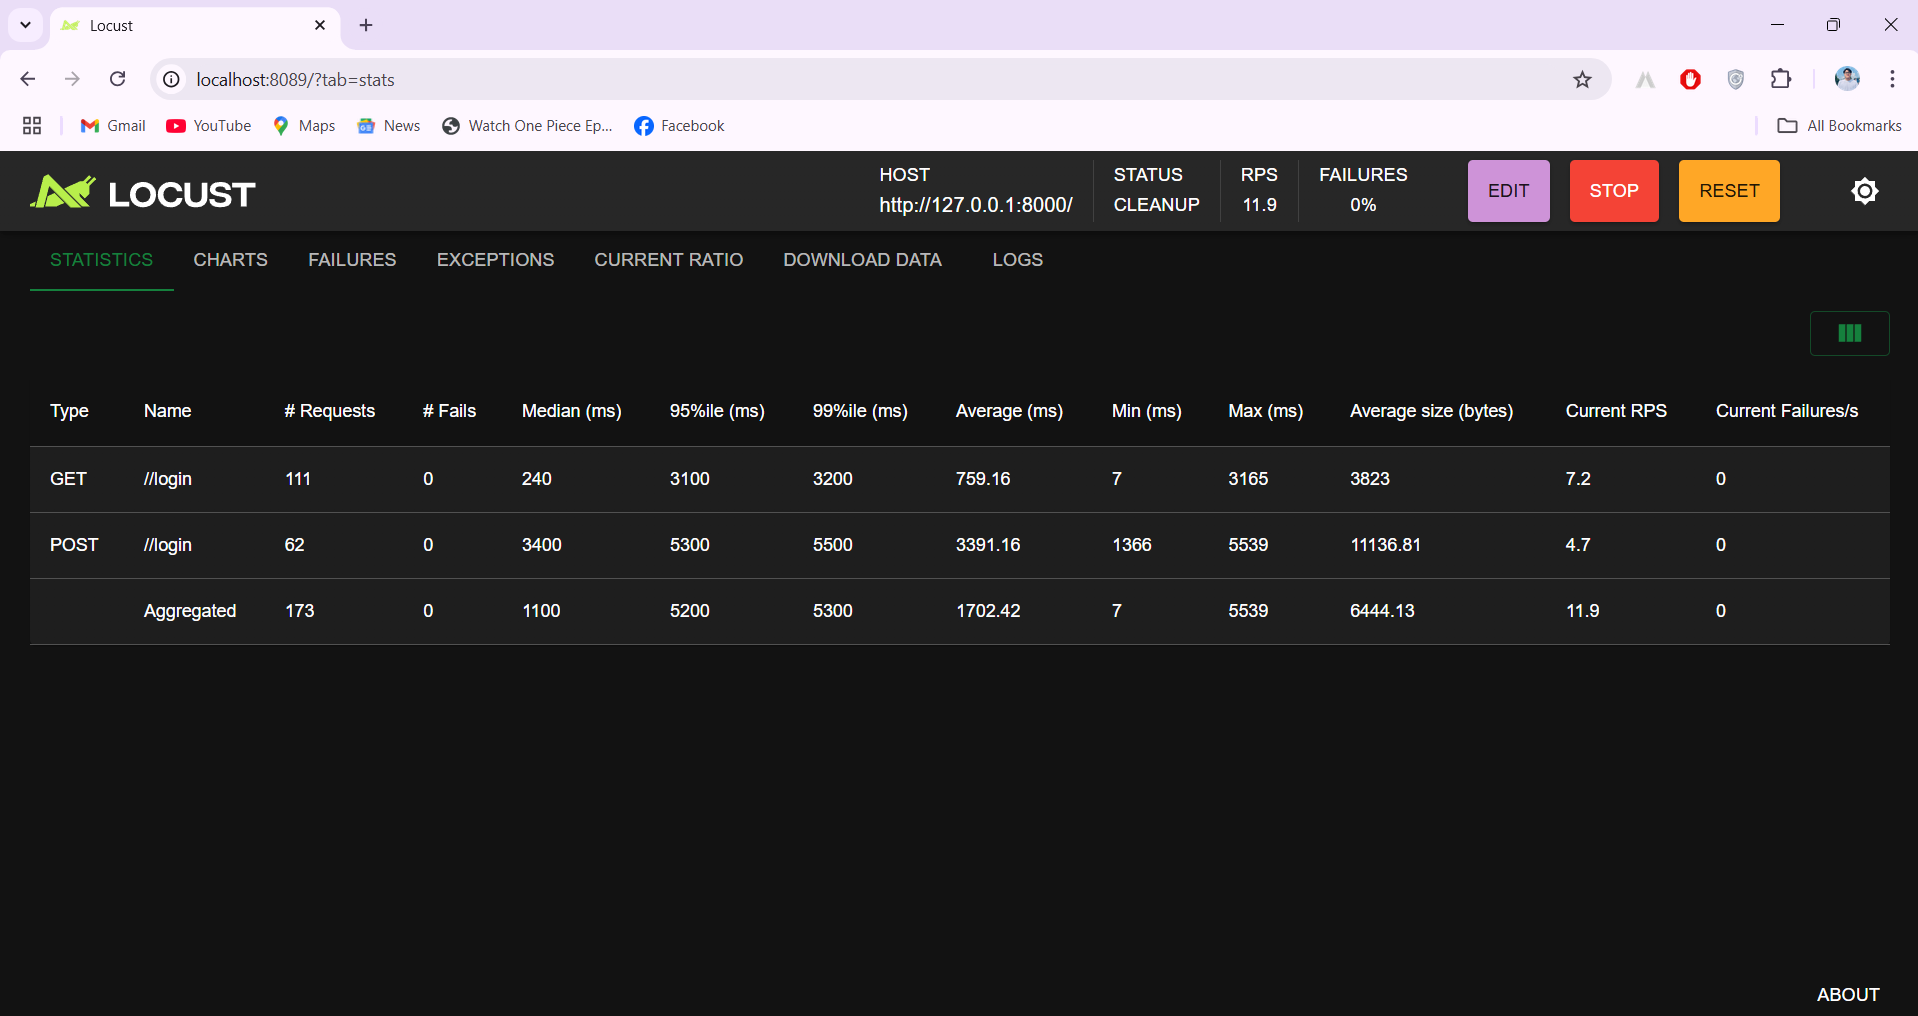 Locust
localhost:8089/?tab=stats
Gmail YouTube Maps News Watch One Piece Ep... Facebook All Bookmarks
LOCUST
HOST STATUS RPS FAILURES
http://127.0.0.1:8000/ CLEANUP 11.9 0%
EDIT STOP RESET
STATISTICS CHARTS FAILURES EXCEPTIONS CURRENT RATIO DOWNLOAD DATA LOGS
Type Name # Requests # Fails Median (ms) 95%ile (ms) 99%ile (ms) Average (ms) Min (ms) Max (ms) Average size (bytes) Current RPS Current Failures/s
GET //login 111 0 240 3100 3200 759.16 7 3165 3823 7.2 0
POST //login 62 0 3400 5300 5500 3391.16 1366 5539 11136.81 4.7 0
Aggregated 173 0 1100 5200 5300 1702.42 7 5539 6444.13 11.9 0
ABOUT